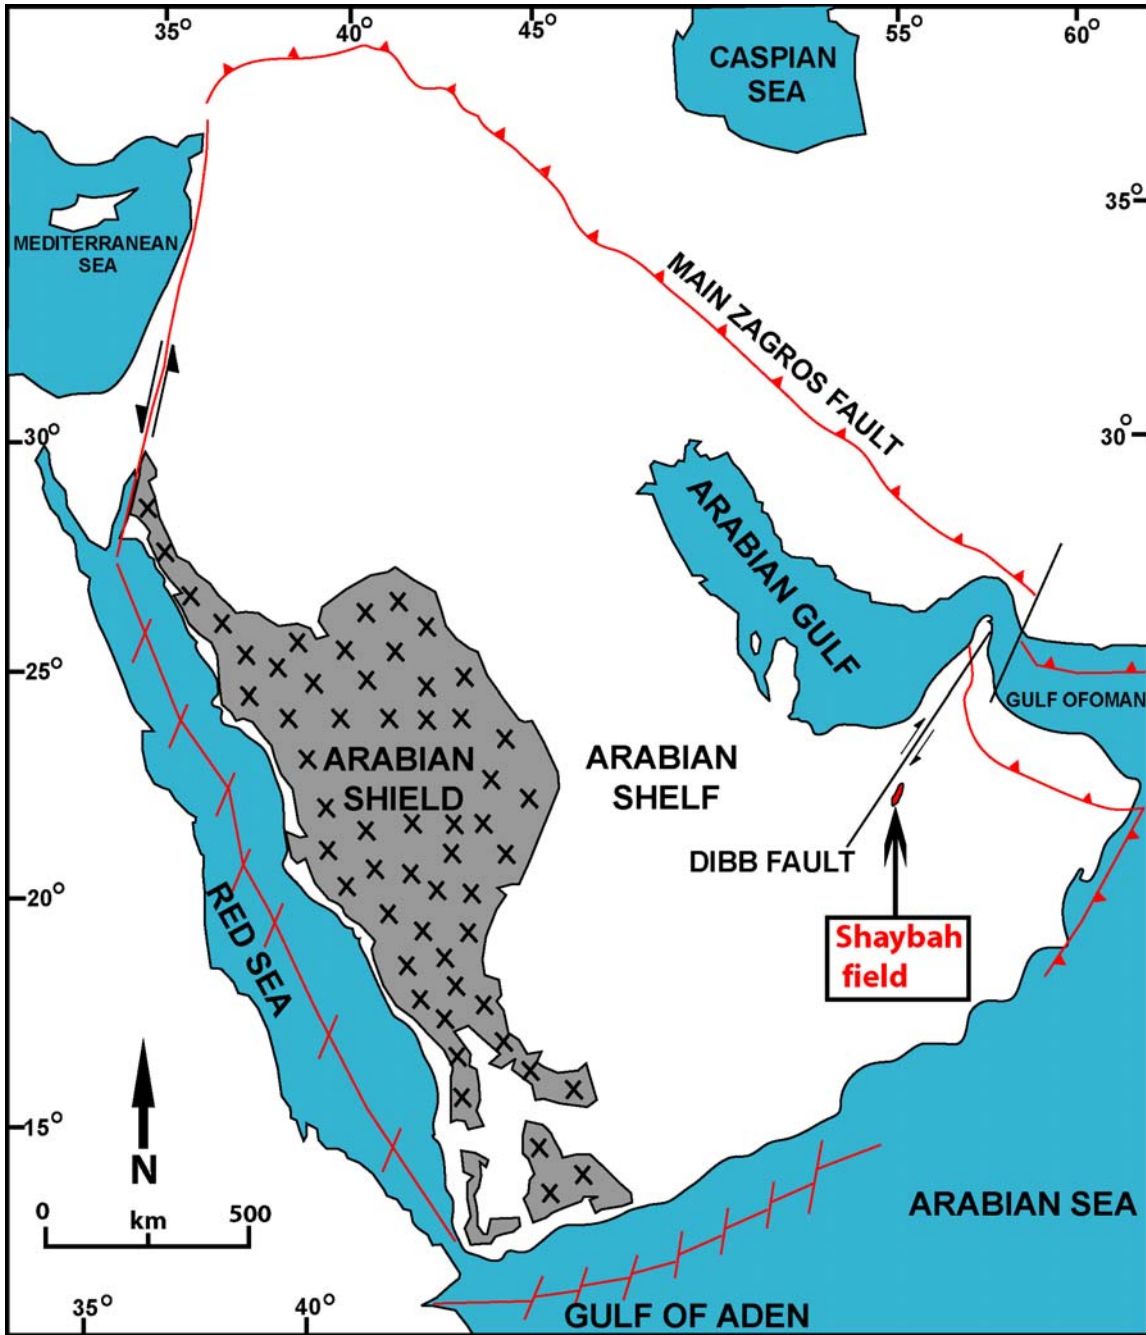 35°
40°
45°
55°
60°
CASPIAN
SEA
35°
MEDITERRANEAN
SEA
MAIN ZAGROS FAULT
30°
30°
ARABIAN GULF
25°
25°
GULF OFOMAN
ARABIAN
SHIELD
ARABIAN
SHELF
DIBB FAULT
20°
RED SEA
Shaybah
field
15°
N
0 km 500
ARABIAN SEA
35°
40°
GULF OF ADEN